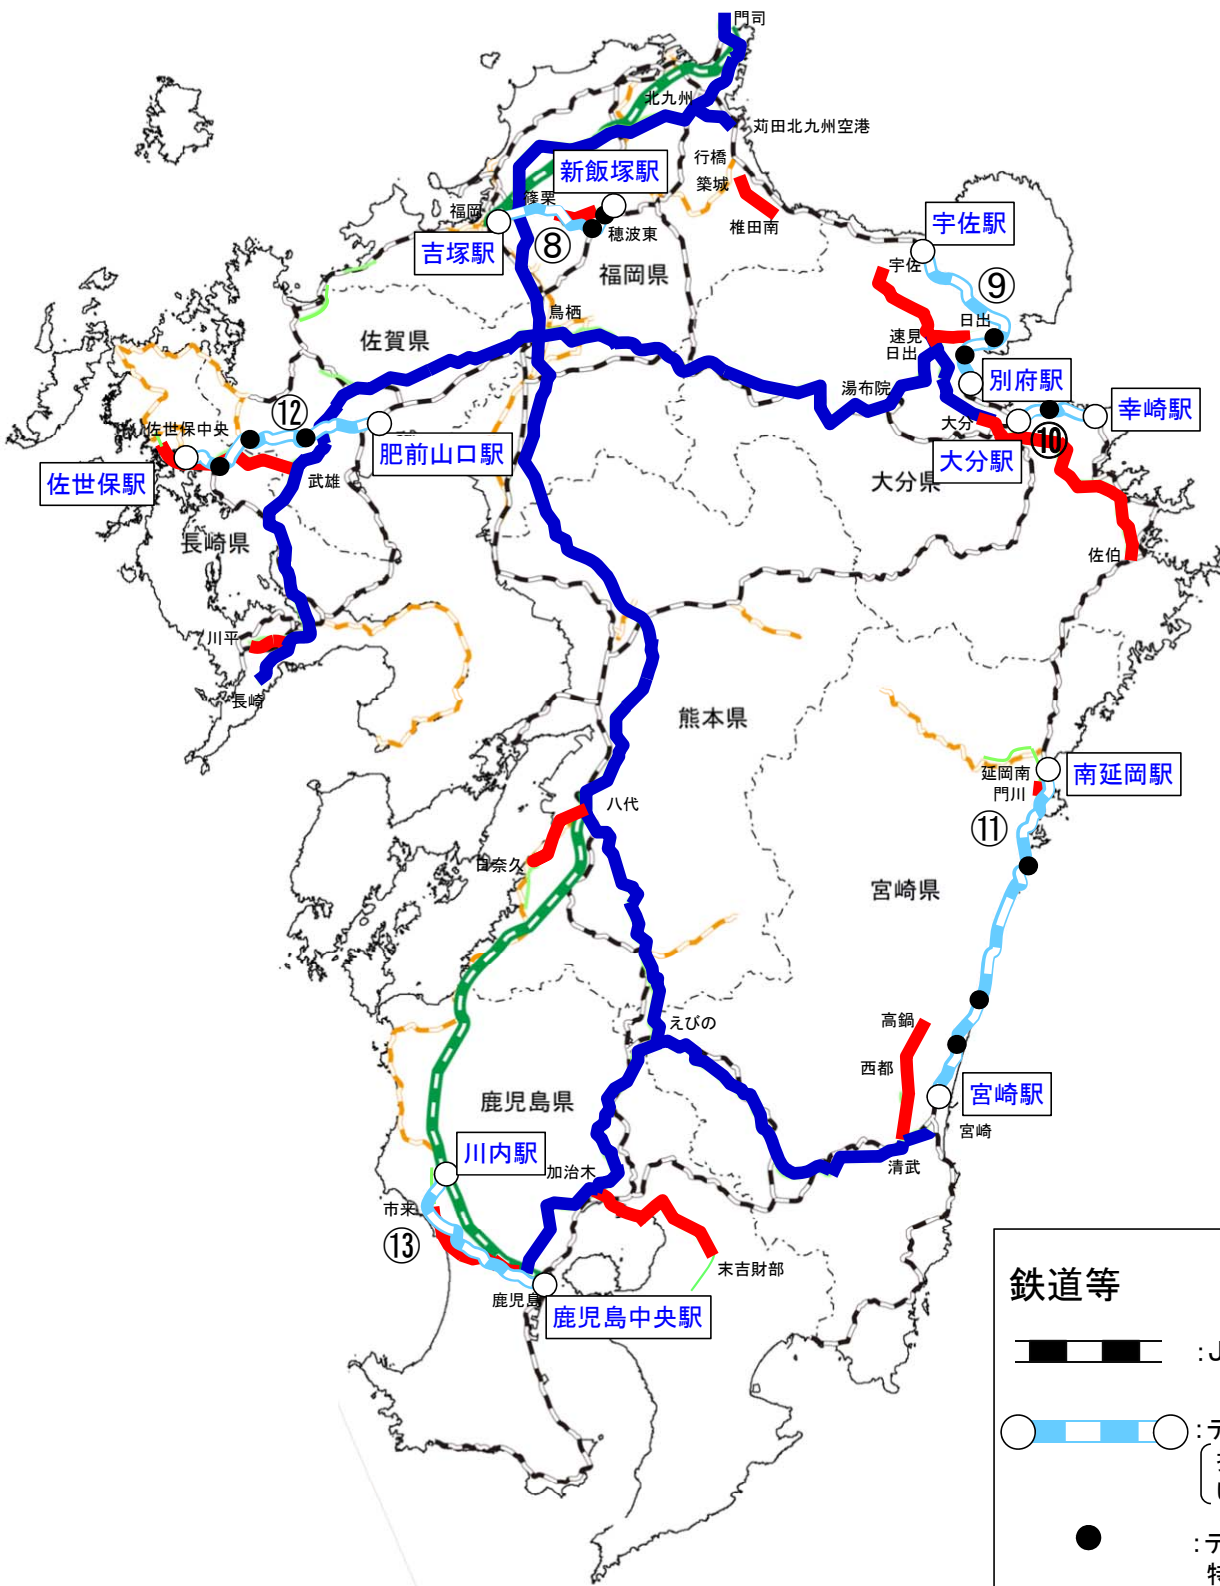 門司
北九州
苅田北九州空港
行橋
築城
新飯塚駅
篠栗
福岡
椎田南
宇佐駅
吉塚駅
⑧
穂波東
福岡県
宇佐
⑨
鳥栖
日出
佐賀県
速見
日出
別府駅
湯布院
幸崎駅
⑫
大分
佐世保中央
⑩
肥前山口駅
大分駅
佐世保駅
武雄
大分県
長崎県
佐伯
川平
長崎
熊本県
延岡南
南延岡駅
門川
八代
⑪
日奈久
宮崎県
えびの
高鍋
西都
鹿児島県
宮崎駅
宮崎
川内駅
加治木
清武
市来
⑬
末吉財部
鹿児島
鹿児島中央駅
鉄道等
:J
:デ
:デ
特